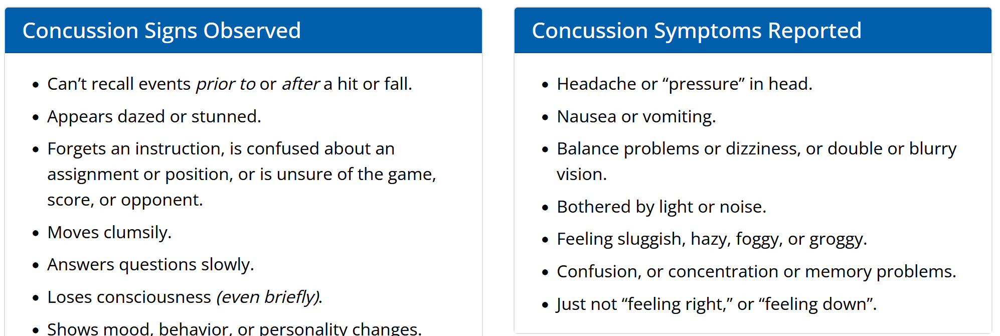 Concussion Signs Observed
• Can’t recall events prior to or after a hit or fall.
• Appears dazed or stunned.
• Forgets an instruction, is confused about an
assignment or position, or is unsure of the game,
score, or opponent.
• Moves clumsily.
• Answers questions slowly.
• Loses consciousness (even briefly).
• Shows mood, behavior, or personality changes.
Concussion Symptoms Reported
• Headache or “pressure” in head.
• Nausea or vomiting.
• Balance problems or dizziness, or double or blurry
vision.
• Bothered by light or noise.
• Feeling sluggish, hazy, foggy, or groggy.
• Confusion, or concentration or memory problems.
• Just not “feeling right,” or “feeling down”.